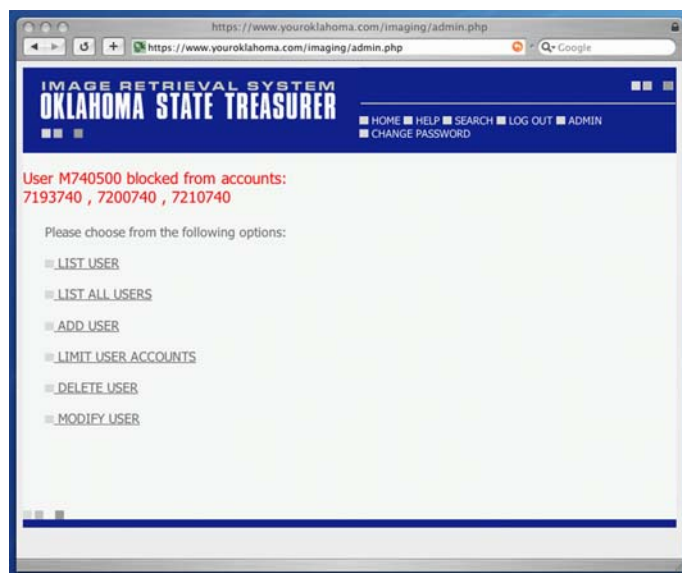 https://www.youroklahoma.com/imaging/admin.php
https://www.youroklahoma.com/imaging/admin.php
Google
IMAGE RETRIEVAL SYSTEM
OKLAHOMA STATE TREASURER
HOME HELP SEARCH LOG OUT ADMIN
CHANGE PASSWORD
User M740500 blocked from accounts:
7193740 , 7200740 , 7210740
Please choose from the following options:
LIST USER
LIST ALL USERS
ADD USER
LIMIT USER ACCOUNTS
DELETE USER
MODIFY USER